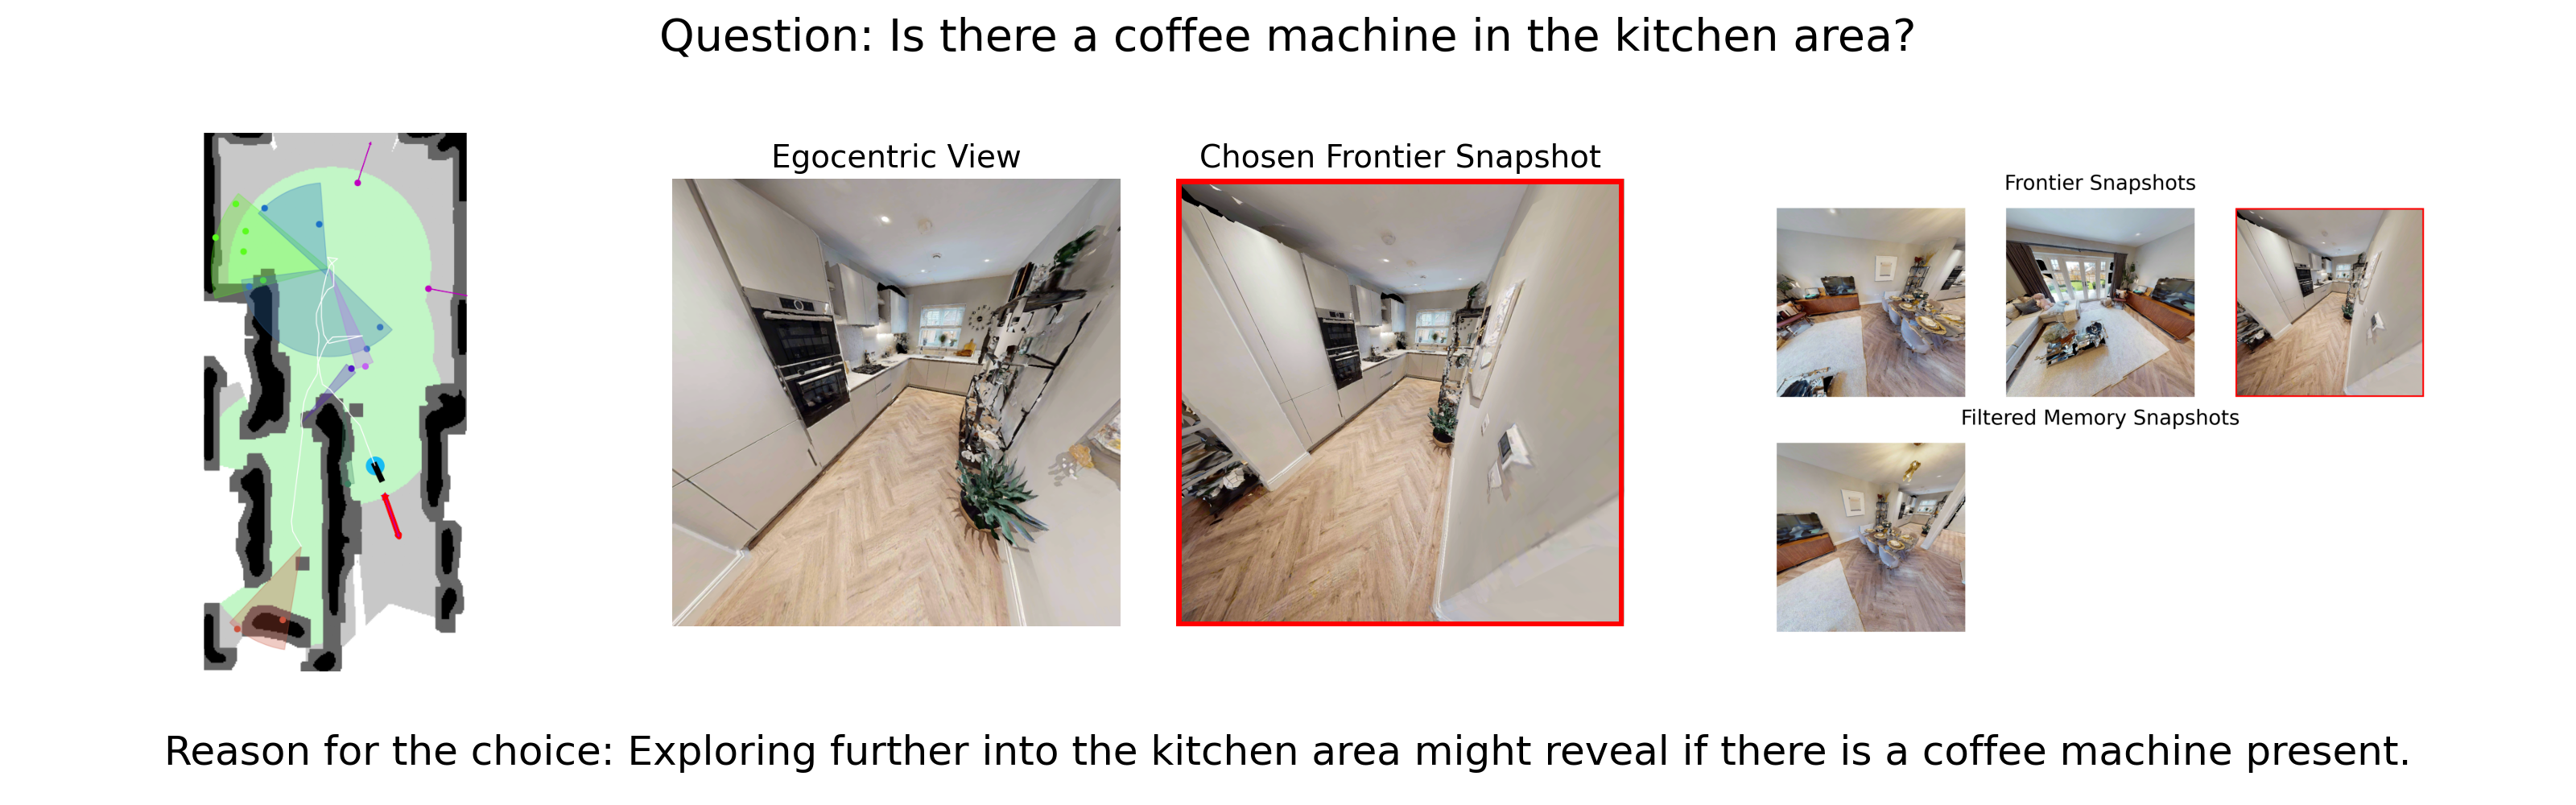 Question: Is there a coffee machine in the kitchen area?
Egocentric View
Chosen Frontier Snapshot
Frontier Snapshots
Filtered Memory Snapshots
Reason for the choice: Exploring further into the kitchen area might reveal if there is a coffee machine present.